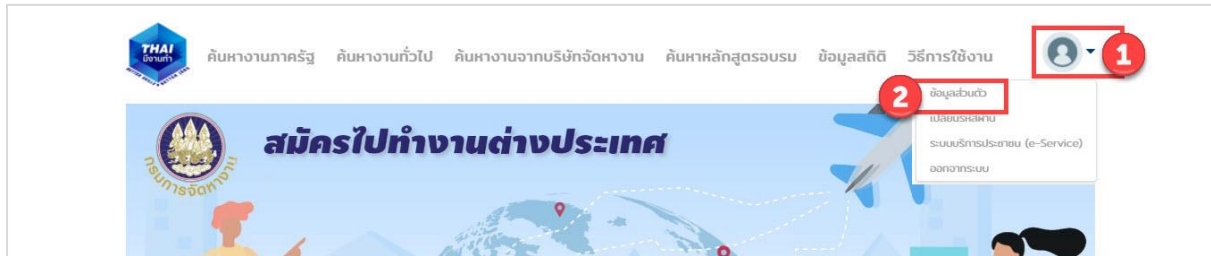 THAI
มีงานทำ
ค้นหางานภาครัฐ ค้นหางานทั่วไป ค้นหางานจากบริษัทจัดหางาน ค้นหาหลักสูตรอบรม ข้อมูลสถิติ วิธีการใช้งาน
1
2
ข้อมูลส่วนตัว
เปลี่ยนรหัสผ่าน
ระบบบริการประชาชน (e-Service)
ออกจากระบบ
สมัครไปทำงานต่างประเทศ
กรมการจัดหางาน